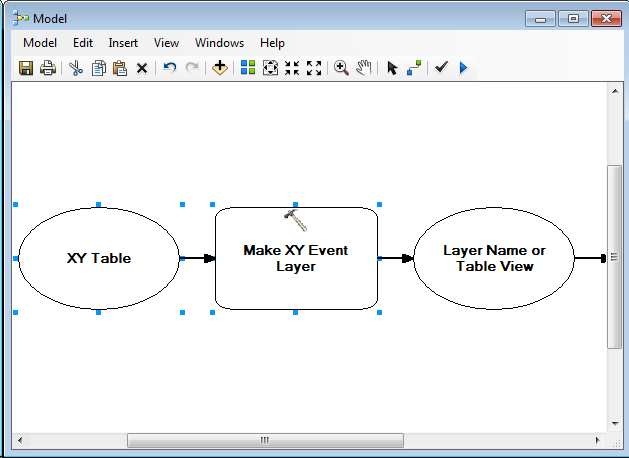 Model
Model Edit Insert View Windows Help
XY Table
Make XY Event
Layer
Layer Name or
Table View